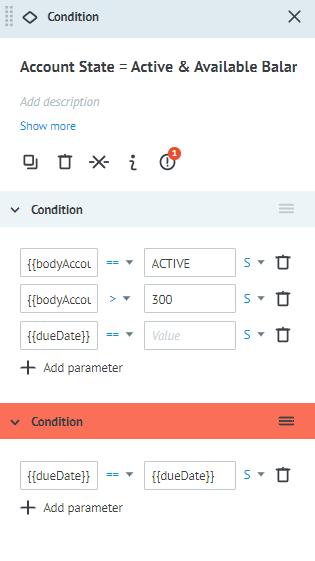 Condition
Account State = Active & Available Balar
Add description
Show more
1
Condition
{{bodyAccou == ACTIVE S
{{bodyAccou > 300 S
{{dueDate}} == Value S
Add parameter
Condition
{{dueDate}} == {{dueDate}} S
Add parameter